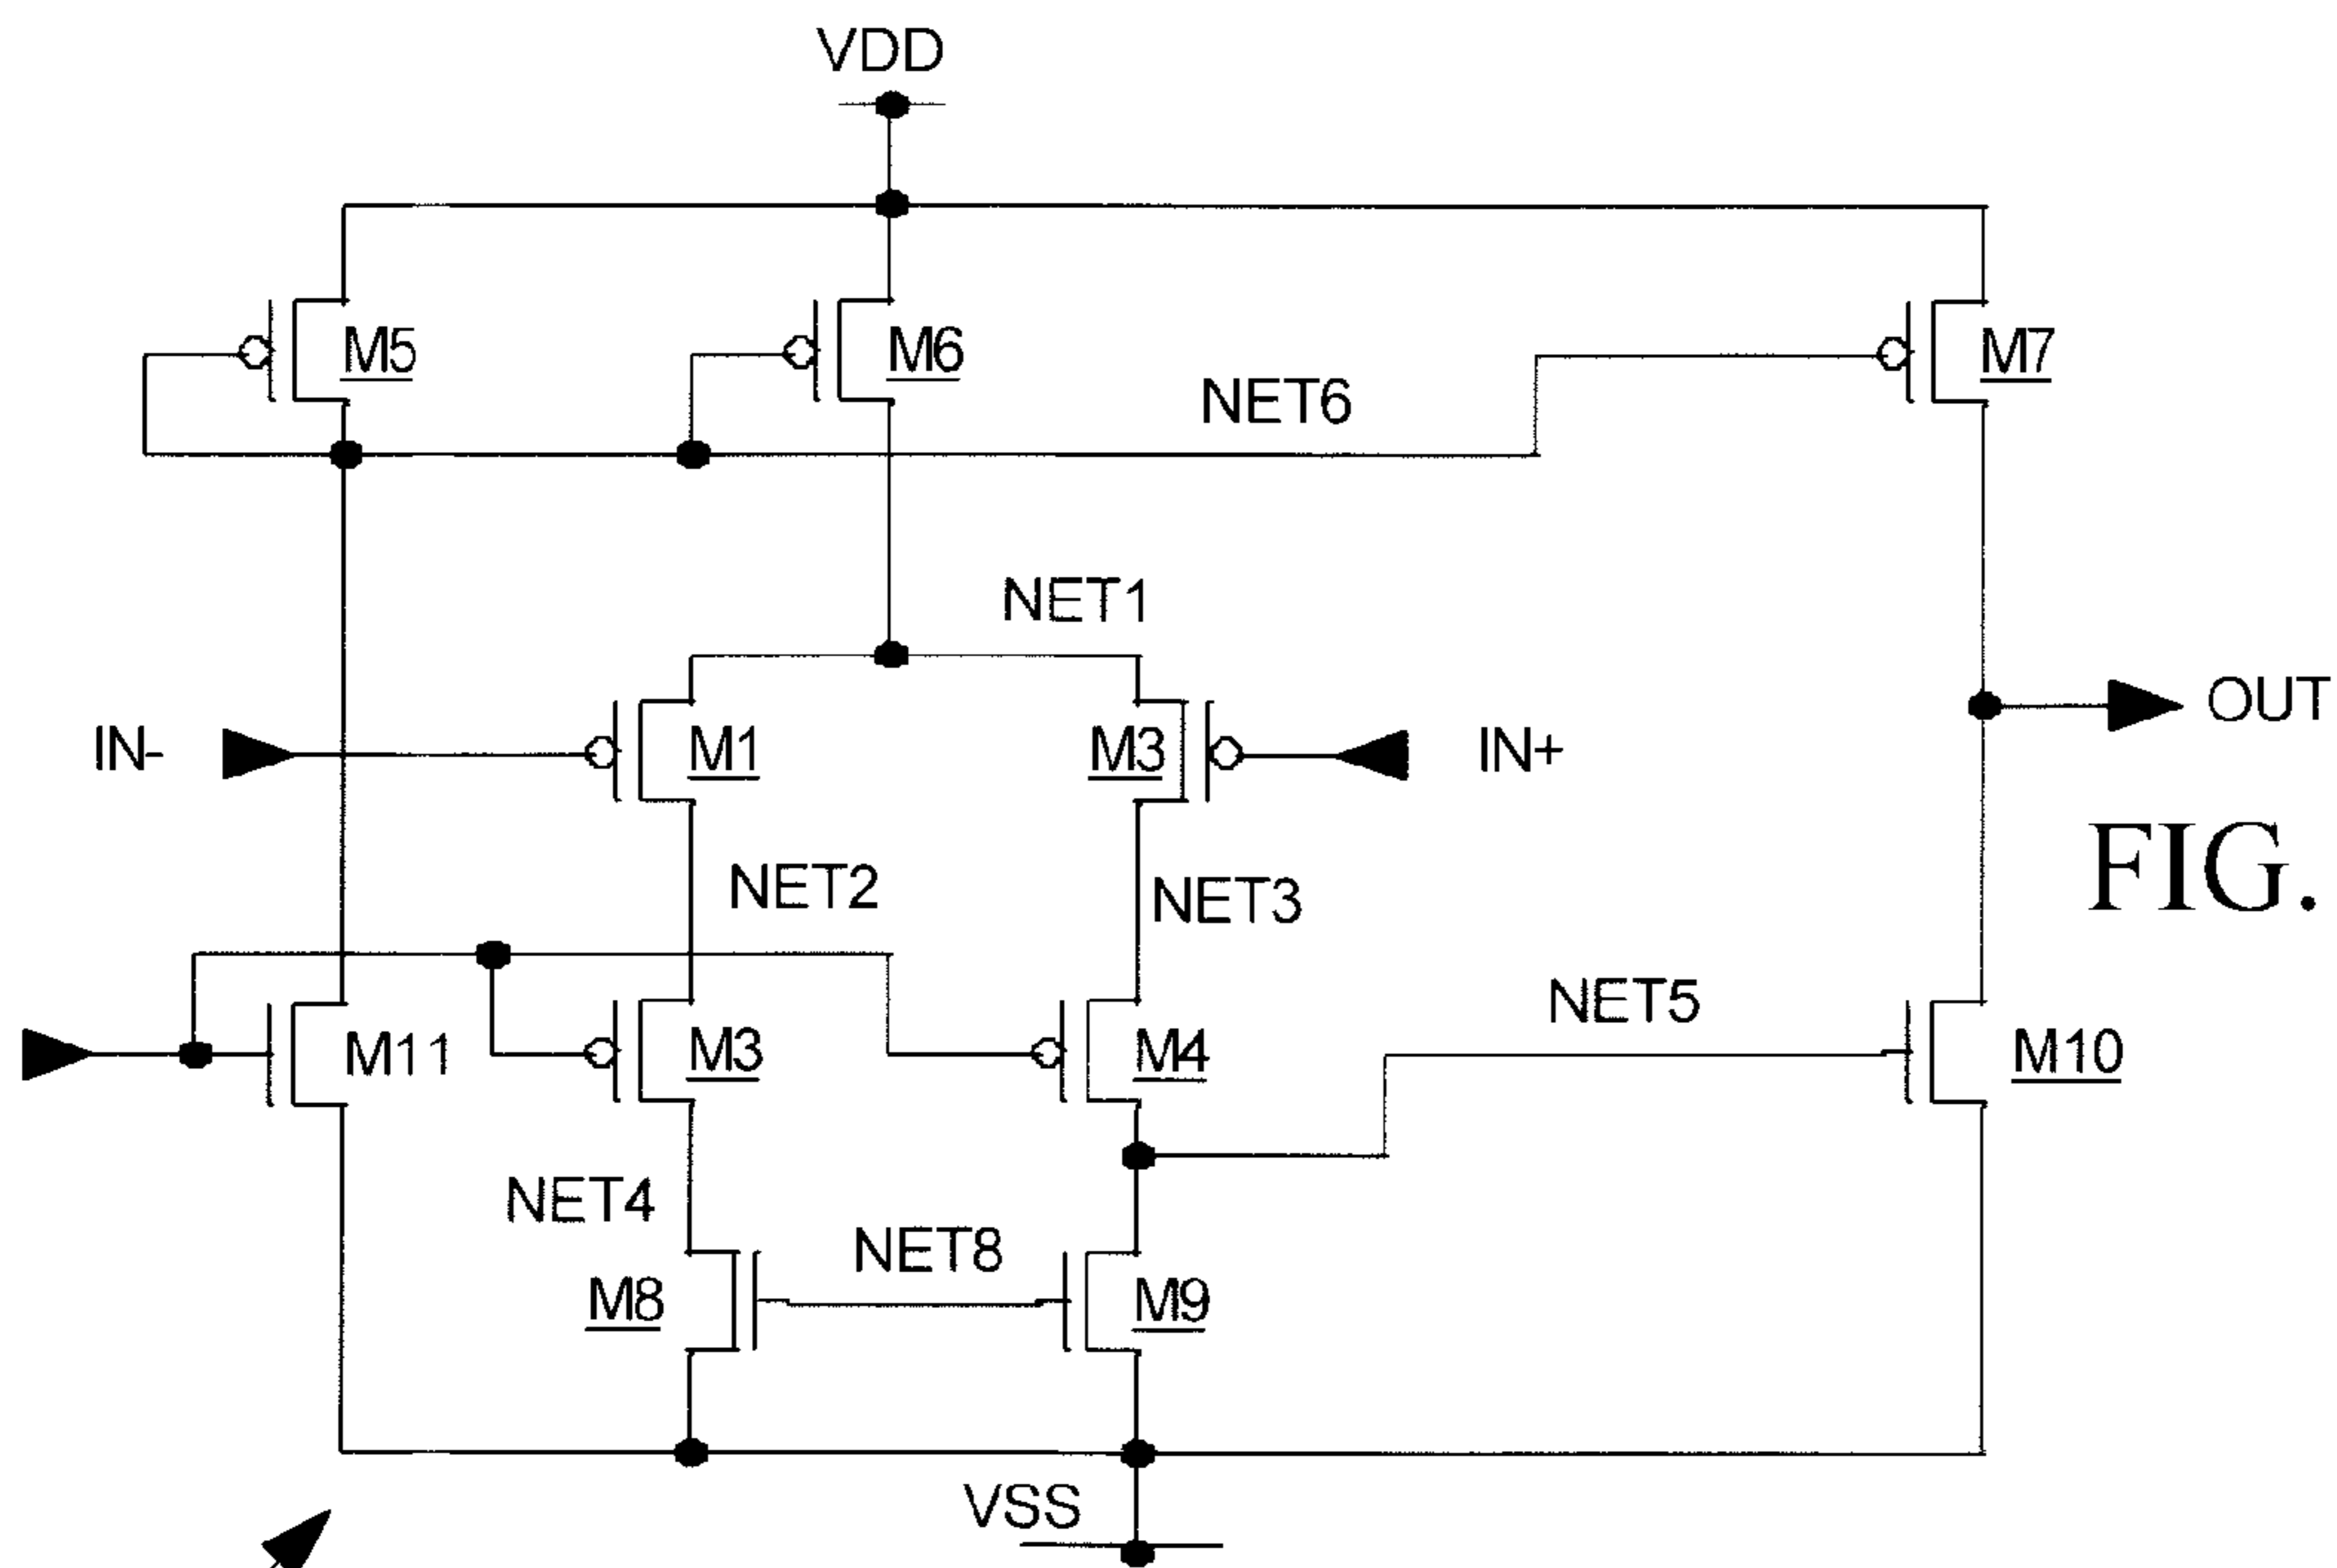 VDD
M5
M6
M7
NET6
NET1
IN-
M1
M3
IN+
OUT
FIG.
NET2
NET3
M11
M3
M4
NET5
M10
NET4
NET8
M8
M9
VSS